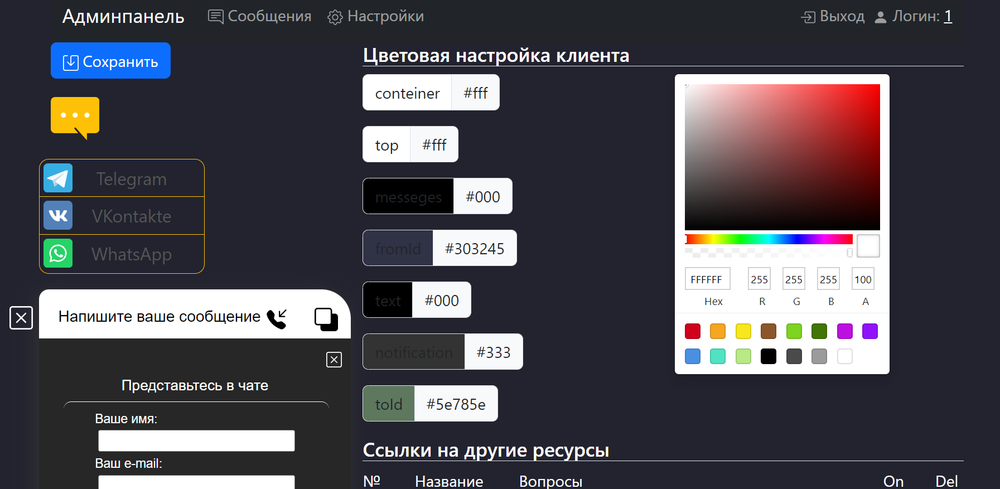 Админпанель Сообщения Настройки Выход Логин: 1
Сохранить
Telegram
VKontakte
WhatsApp
Напишите ваше сообщение
Представьтесь в чате
Ваше имя:
Ваш e-mail:
Цветовая настройка клиента
conteiner #fff
top #fff
messeges #000
fromId #303245
text #000
notification #333
toId #5e785e
FFFFFF 255 255 255 100
Hex R G B A
Ссылки на другие ресурсы
№ Название Вопросы On Del